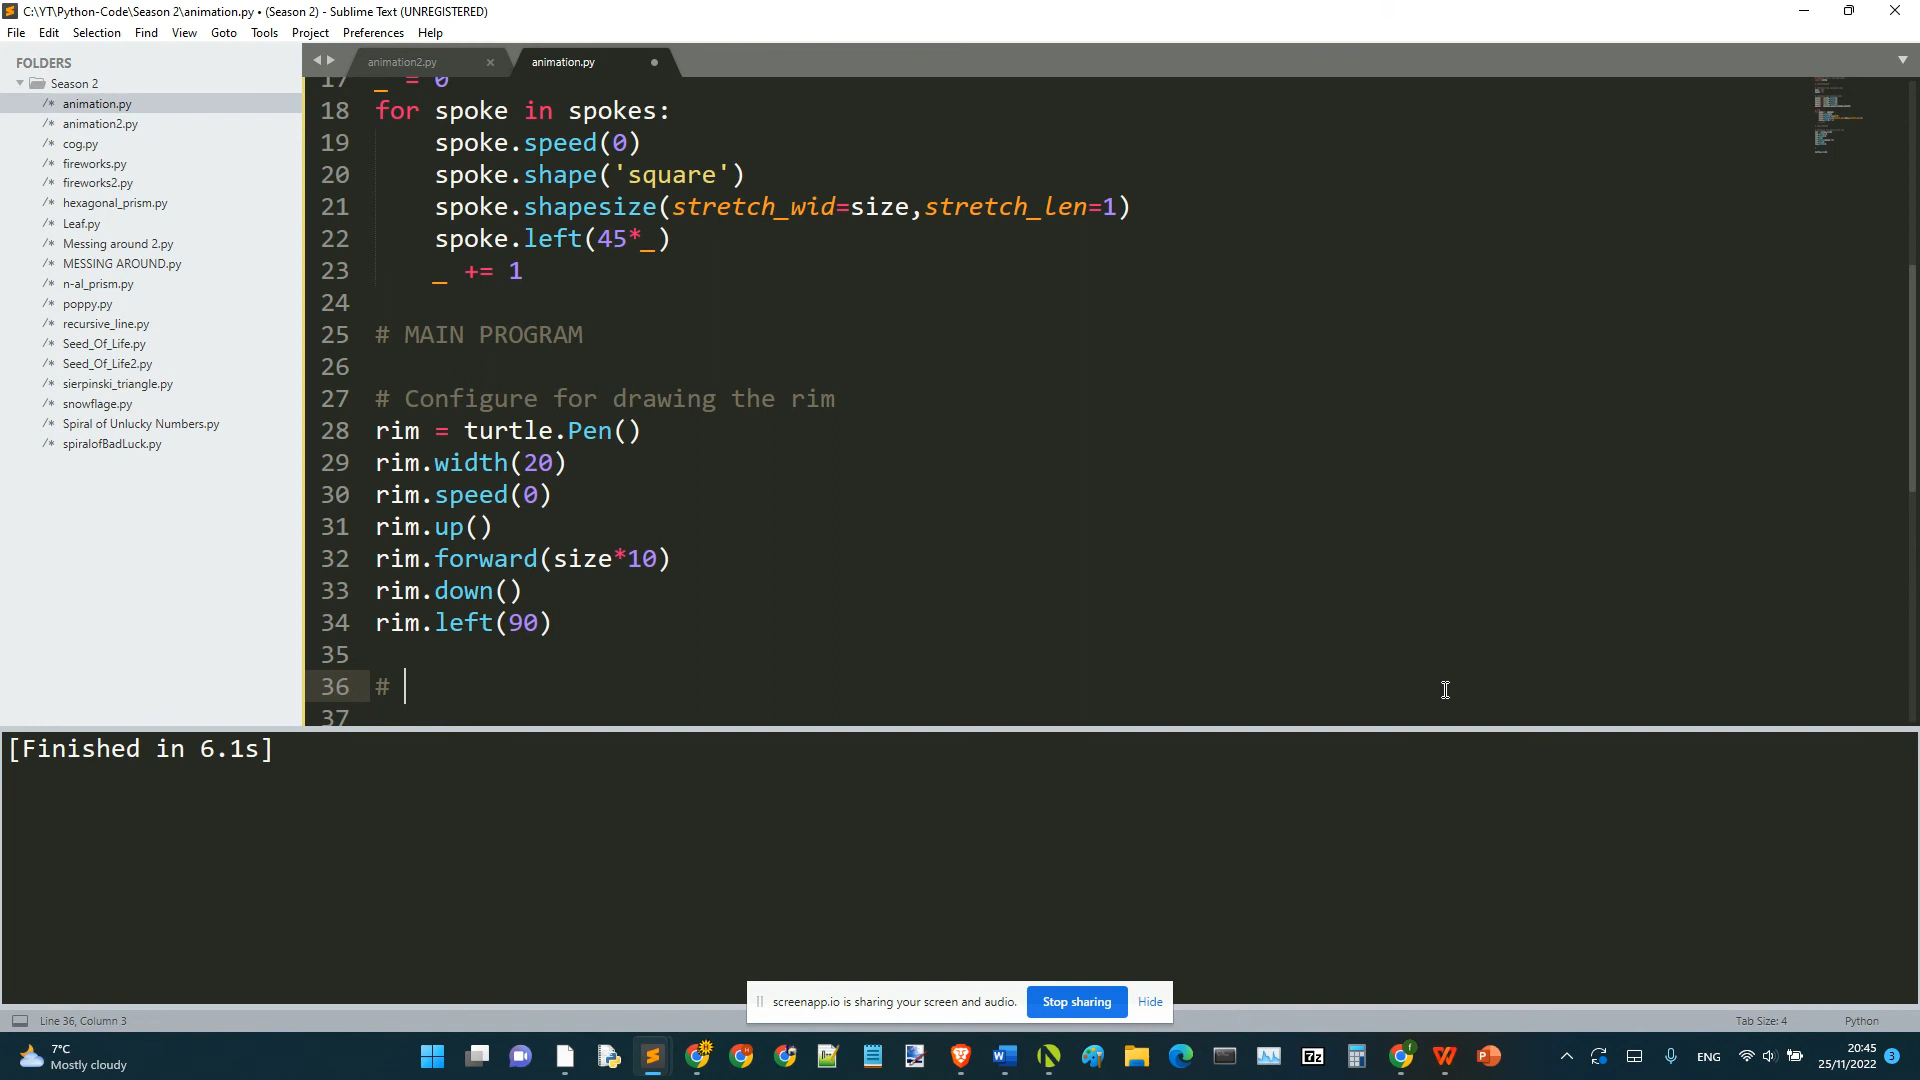 C:\YT\Python-Code\Season 2\animation.py • (Season 2) - Sublime Text (UNREGISTERED)
File Edit Selection Find View Goto Tools Project Preferences Help
FOLDERS
Season 2
/* animation.py
/* animation2.py
/* cog.py
/* fireworks.py
/* fireworks2.py
/* hexagonal_prism.py
/* Leaf.py
/* Messing around 2.py
/* MESSING AROUND.py
/* n-al_prism.py
/* poppy.py
/* recursive_line.py
/* Seed_Of_Life.py
/* Seed_Of_Life2.py
/* sierpinski_triangle.py
/* snowflage.py
/* Spiral of Unlucky Numbers.py
/* spiralofBadLuck.py
animation2.py
animation.py
17 _ = 0
18 for spoke in spokes:
19 spoke.speed(0)
20 spoke.shape('square')
21 spoke.shapesize(stretch_wid=size,stretch_len=1)
22 spoke.left(45*_)
23 _ += 1
24
25 # MAIN PROGRAM
26
27 # Configure for drawing the rim
28 rim = turtle.Pen()
29 rim.width(20)
30 rim.speed(0)
31 rim.up()
32 rim.forward(size*10)
33 rim.down()
34 rim.left(90)
35
36 #
37
[Finished in 6.1s]
screenapp.io is sharing your screen and audio. Stop sharing Hide
Line 36, Column 3
Tab Size: 4 Python
7°C
Mostly cloudy
7z
ENG
20:45
25/11/2022
3